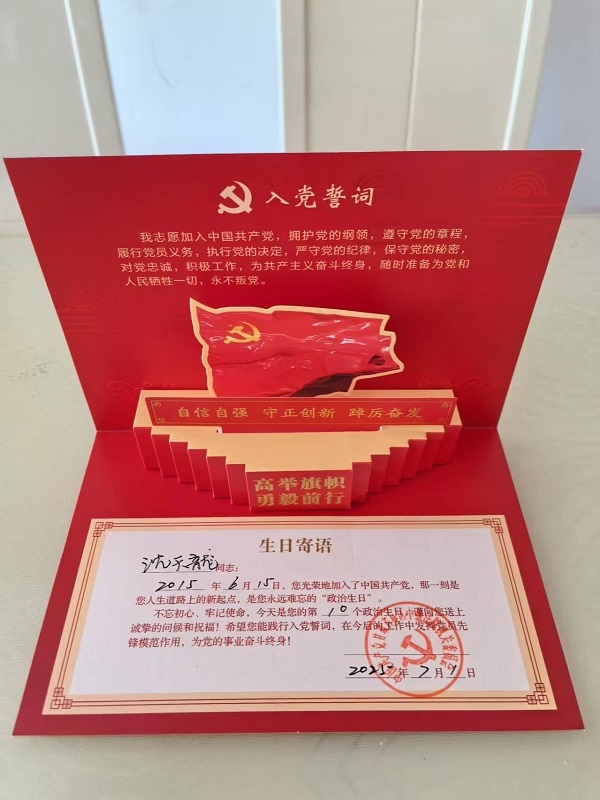 入党誓词
我志愿加入中国共产党，拥护党的纲领，遵守党的章程，
履行党员义务，执行党的决定，严守党的纪律，保守党的秘密，
对党忠诚，积极工作，为共产主义奋斗终身，随时准备为党和
人民牺牲一切，永不叛党。
自信自强 守正创新 踔厉奋发
高举旗帜
勇毅前行
生日寄语
同志：
2015 年 6 月 15 日，您光荣地加入了中国共产党，那一刻是
您人生道路上的新起点，是您永远难忘的“政治生日”。
不忘初心、牢记使命，今天是您的第 10 个政治生日，谨向您送上
诚挚的问候和祝福！希望您能践行入党誓词，在今后的工作中发挥党员先
锋模范作用，为党的事业奋斗终身！
2025 年 7 月 1 日